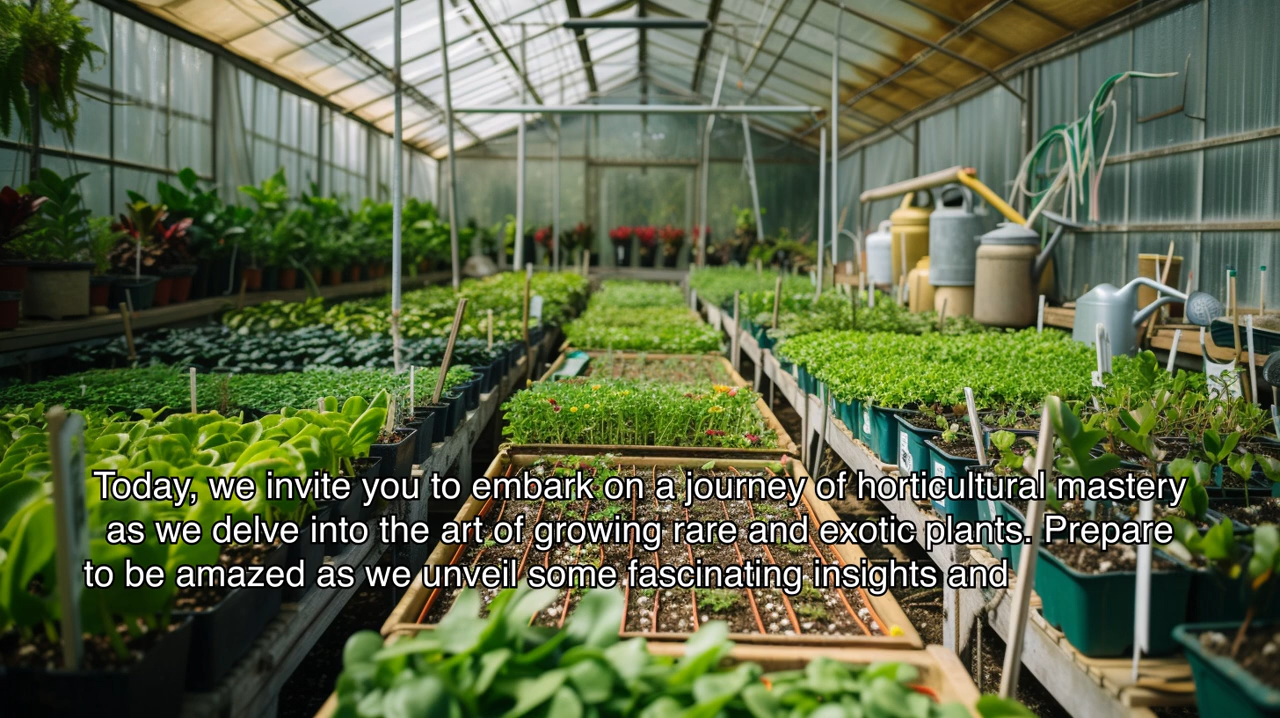 Today, we invite you to embark on a journey of horticultural mastery
as we delve into the art of growing rare and exotic plants. Prepare
to be amazed as we unveil some fascinating insights and